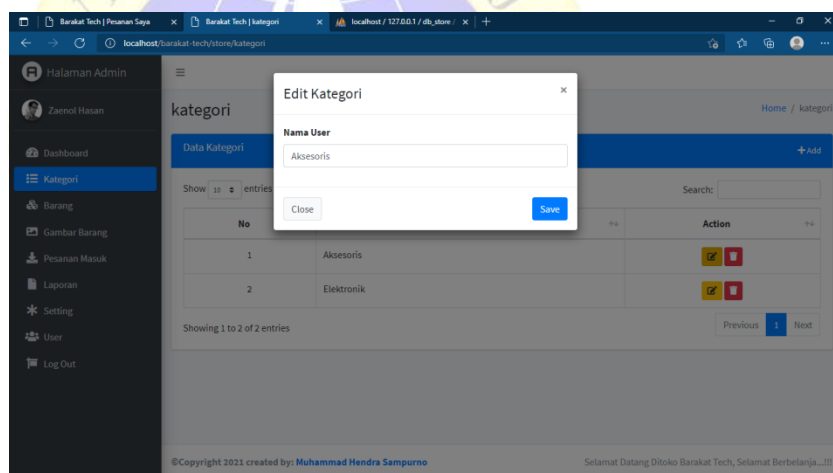 Barakat Tech | Pesanan Saya
Barakat Tech | kategori
localhost / 127.0.0.1 / db_store /
localhost/barakat-tech/store/kategori
Halaman Admin
Zaenol Hasan
Dashboard
Kategori
Barang
Gambar Barang
Pesanan Masuk
Laporan
Setting
User
Log Out
kategori
Home / kategori
Data Kategori
+Add
Edit Kategori
×
Nama User
Aksesoris
Close
Save
Show 10 entries
Search:
No
Action
1 Aksesoris
2 Elektronik
Showing 1 to 2 of 2 entries
Previous 1 Next
©Copyright 2021 created by: Muhammad Hendra Sampurno
Selamat Datang Ditoko Barakat Tech, Selamat Berbelanja...!!!